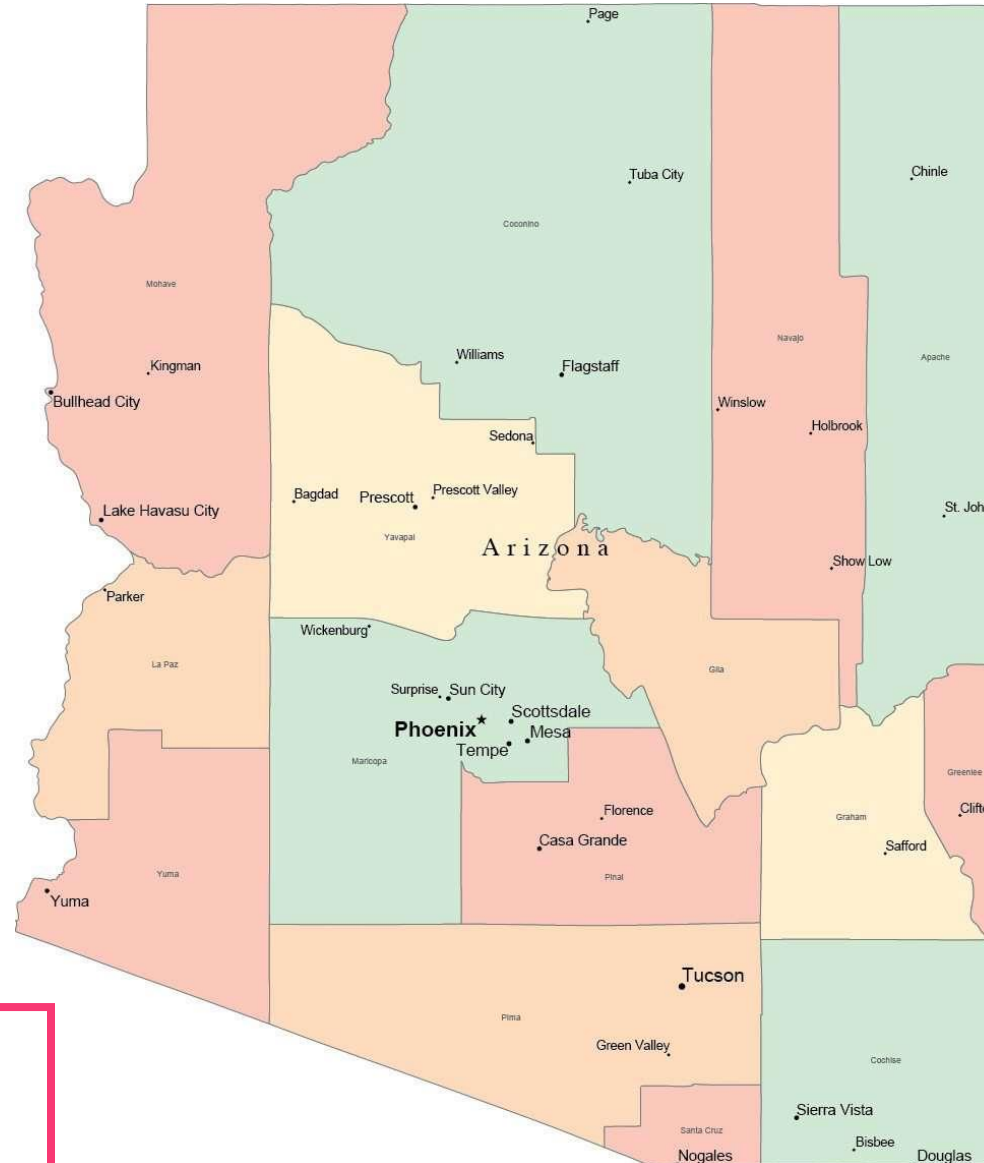 Page
Tuba City
Chinle
Coconino
Mohave
Navajo
Williams
Apache
Kingman
Flagstaff
Bullhead City
Winslow
Holbrook
Sedona
Bagdad
Prescott
Prescott Valley
Lake Havasu City
St. Joh
Yavapai
Arizona
Show Low
Parker
Wickenburg
La Paz
Gila
Surprise
Sun City
Scottsdale
Phoenix
Mesa
Tempe
Maricopa
Greenlee
Florence
Clifto
Graham
Casa Grande
Safford
Yuma
Pinal
Yuma
Tucson
Pima
Green Valley
Cochise
Sierra Vista
Santa Cruz
Bisbee
Nogales
Douglas